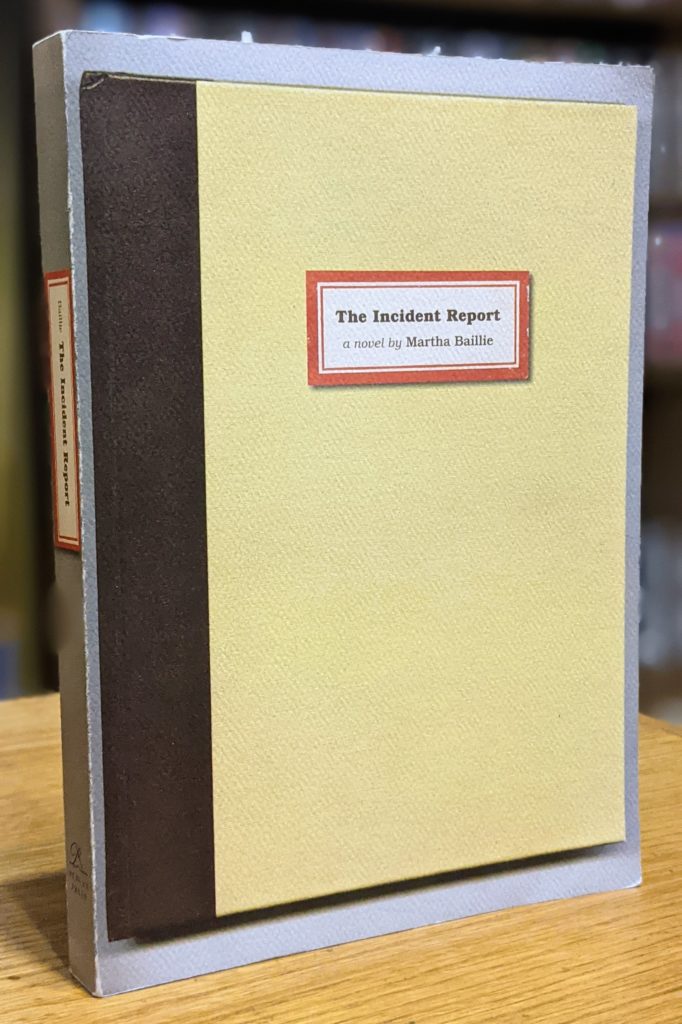 The Incident Report
a novel by Martha Baillie
Baillie The Incident Report